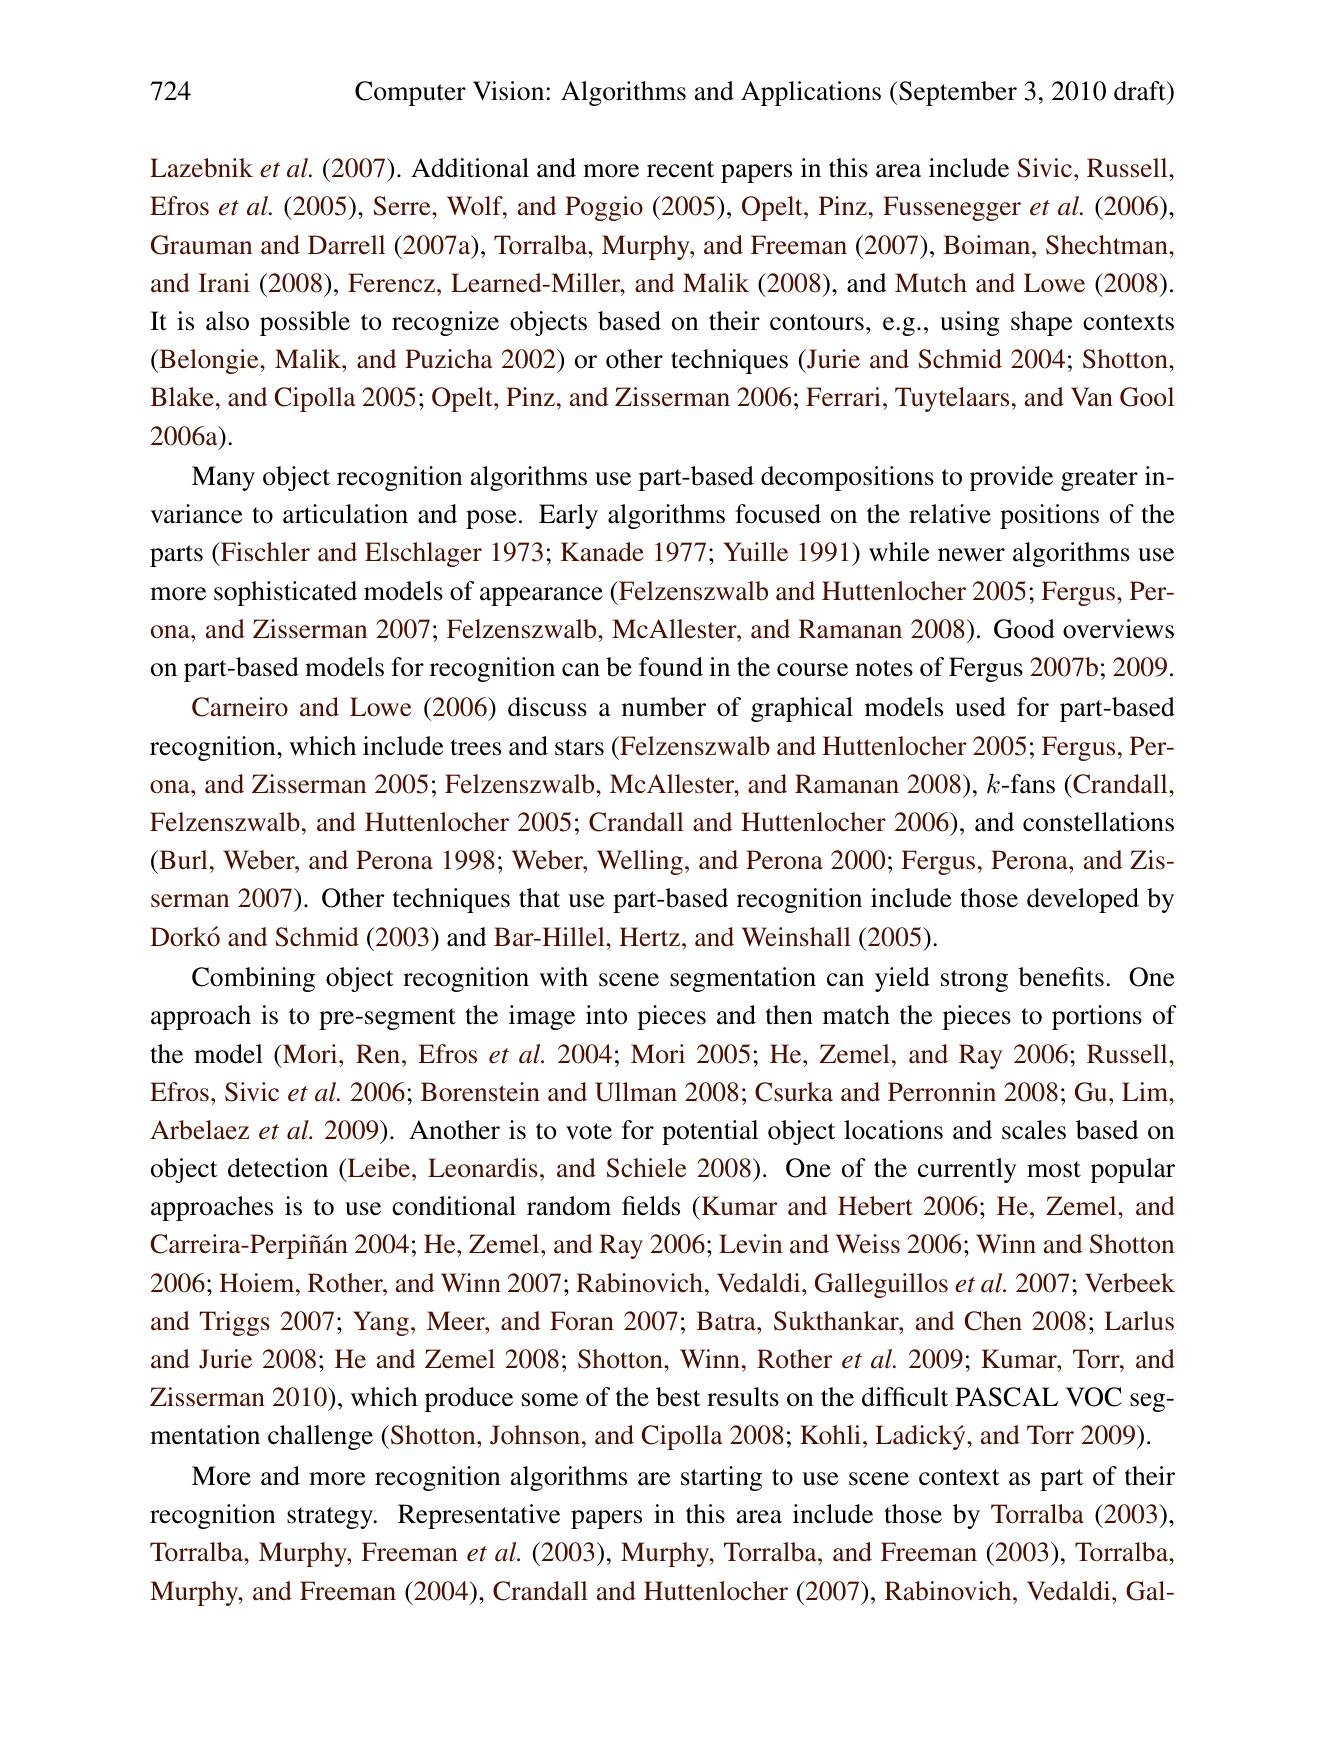 724 Computer Vision: Algorithms and Applications (September 3, 2010 draft)
Lazebnik et al. (2007). Additional and more recent papers in this area include Sivic, Russell,
Efros et al. (2005), Serre, Wolf, and Poggio (2005), Opelt, Pinz, Fussenegger et al. (2006),
Grauman and Darrell (2007a), Torralba, Murphy, and Freeman (2007), Boiman, Shechtman,
and Irani (2008), Ferencz, Learned-Miller, and Malik (2008), and Mutch and Lowe (2008).
It is also possible to recognize objects based on their contours, e.g., using shape contexts
(Belongie, Malik, and Puzicha 2002) or other techniques (Jurie and Schmid 2004; Shotton,
Blake, and Cipolla 2005; Opelt, Pinz, and Zisserman 2006; Ferrari, Tuytelaars, and Van Gool
2006a).
Many object recognition algorithms use part-based decompositions to provide greater in-
variance to articulation and pose. Early algorithms focused on the relative positions of the
parts (Fischler and Elschlager 1973; Kanade 1977; Yuille 1991) while newer algorithms use
more sophisticated models of appearance (Felzenszwalb and Huttenlocher 2005; Fergus, Per-
ona, and Zisserman 2007; Felzenszwalb, McAllester, and Ramanan 2008). Good overviews
on part-based models for recognition can be found in the course notes of Fergus 2007b; 2009.
Carneiro and Lowe (2006) discuss a number of graphical models used for part-based
recognition, which include trees and stars (Felzenszwalb and Huttenlocher 2005; Fergus, Per-
ona, and Zisserman 2005; Felzenszwalb, McAllester, and Ramanan 2008), k-fans (Crandall,
Felzenszwalb, and Huttenlocher 2005; Crandall and Huttenlocher 2006), and constellations
(Burl, Weber, and Perona 1998; Weber, Welling, and Perona 2000; Fergus, Perona, and Zis-
serman 2007). Other techniques that use part-based recognition include those developed by
Dorkó and Schmid (2003) and Bar-Hillel, Hertz, and Weinshall (2005).
Combining object recognition with scene segmentation can yield strong benefits. One
approach is to pre-segment the image into pieces and then match the pieces to portions of
the model (Mori, Ren, Efros et al. 2004; Mori 2005; He, Zemel, and Ray 2006; Russell,
Efros, Sivic et al. 2006; Borenstein and Ullman 2008; Csurka and Perronnin 2008; Gu, Lim,
Arbelaez et al. 2009). Another is to vote for potential object locations and scales based on
object detection (Leibe, Leonardis, and Schiele 2008). One of the currently most popular
approaches is to use conditional random fields (Kumar and Hebert 2006; He, Zemel, and
Carreira-Perpiñán 2004; He, Zemel, and Ray 2006; Levin and Weiss 2006; Winn and Shotton
2006; Hoiem, Rother, and Winn 2007; Rabinovich, Vedaldi, Galleguillos et al. 2007; Verbeek
and Triggs 2007; Yang, Meer, and Foran 2007; Batra, Sukthankar, and Chen 2008; Larlus
and Jurie 2008; He and Zemel 2008; Shotton, Winn, Rother et al. 2009; Kumar, Torr, and
Zisserman 2010), which produce some of the best results on the difficult PASCAL VOC seg-
mentation challenge (Shotton, Johnson, and Cipolla 2008; Kohli, Ladický, and Torr 2009).
More and more recognition algorithms are starting to use scene context as part of their
recognition strategy. Representative papers in this area include those by Torralba (2003),
Torralba, Murphy, Freeman et al. (2003), Murphy, Torralba, and Freeman (2003), Torralba,
Murphy, and Freeman (2004), Crandall and Huttenlocher (2007), Rabinovich, Vedaldi, Gal-